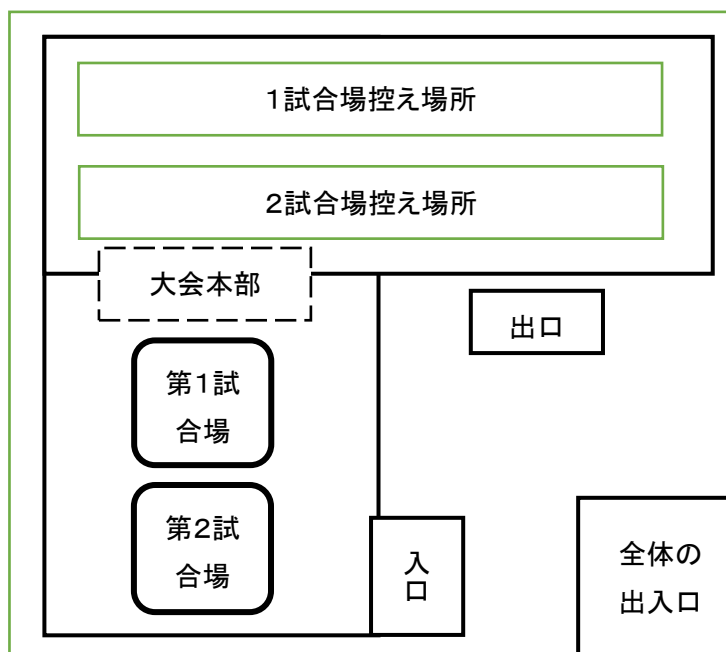 1試合場控え場所
2試合場控え場所
大会本部
出口
第1試
合場
第2試
合場
入
口
全体の
出入口